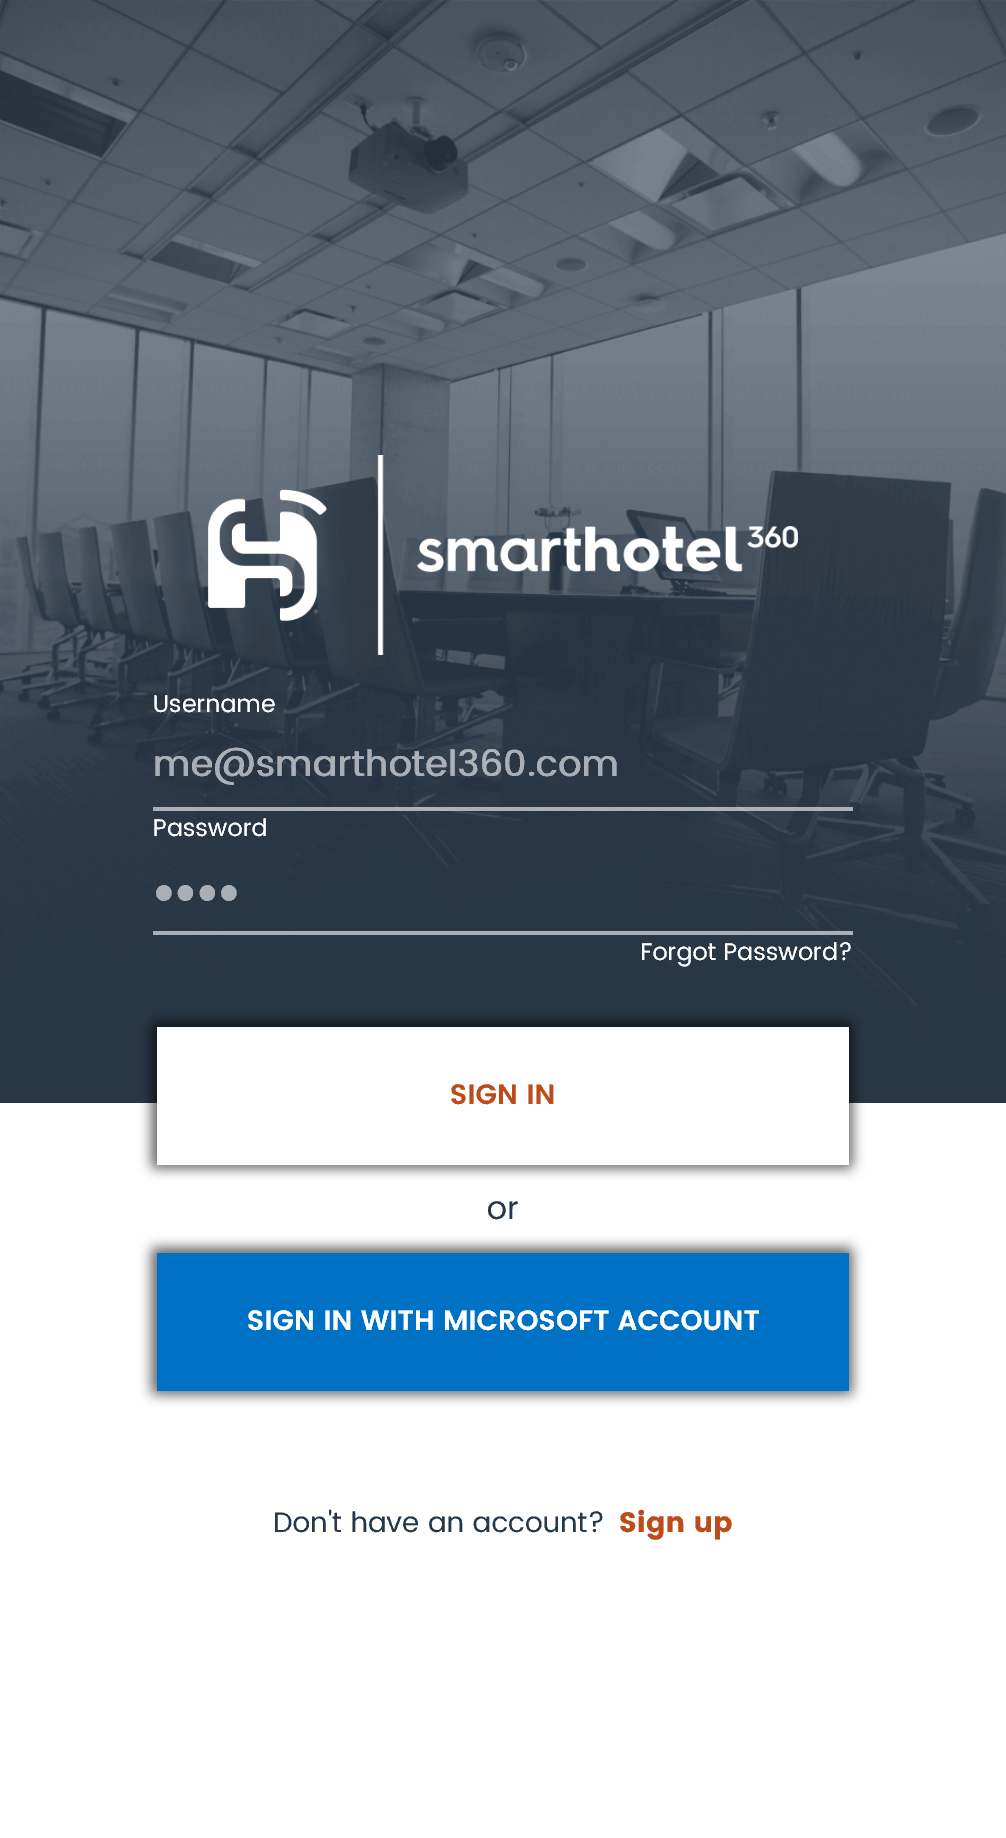 smarthotel 360
Username
me@smarthotel360.com
Password
••••
Forgot Password?
SIGN IN
or
SIGN IN WITH MICROSOFT ACCOUNT
Don't have an account? Sign up